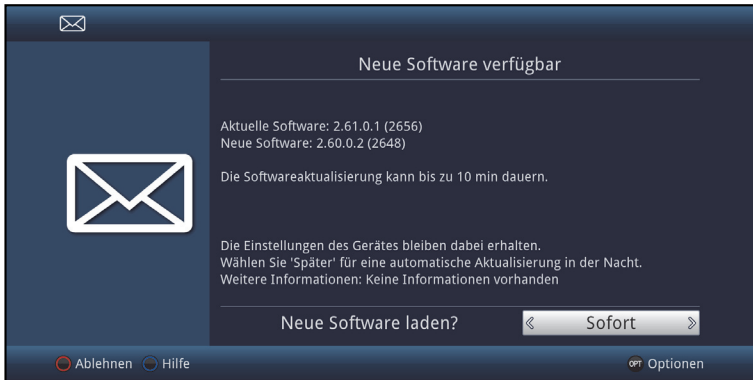 Neue Software verfügbar
Aktuelle Software: 2.61.0.1 (2656)
Neue Software: 2.60.0.2 (2648)
Die Softwareaktualisierung kann bis zu 10 min dauern.
Die Einstellungen des Gerätes bleiben dabei erhalten.
Wählen Sie 'Später' für eine automatische Aktualisierung in der Nacht.
Weitere Informationen: Keine Informationen vorhanden
Neue Software laden? Sofort
Ablehnen Hilfe OPT Optionen